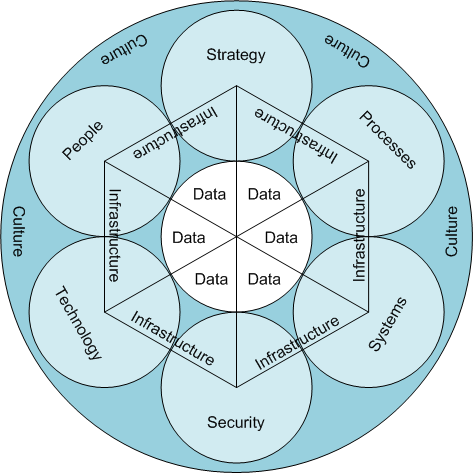 Culture
Culture
Strategy
People
Infrastructure
Infrastructure
Processes
Infrastructure
Data
Data
Infrastructure
Culture
Data
Data
Culture
Data
Data
Technology
Infrastructure
Infrastructure
Systems
Security